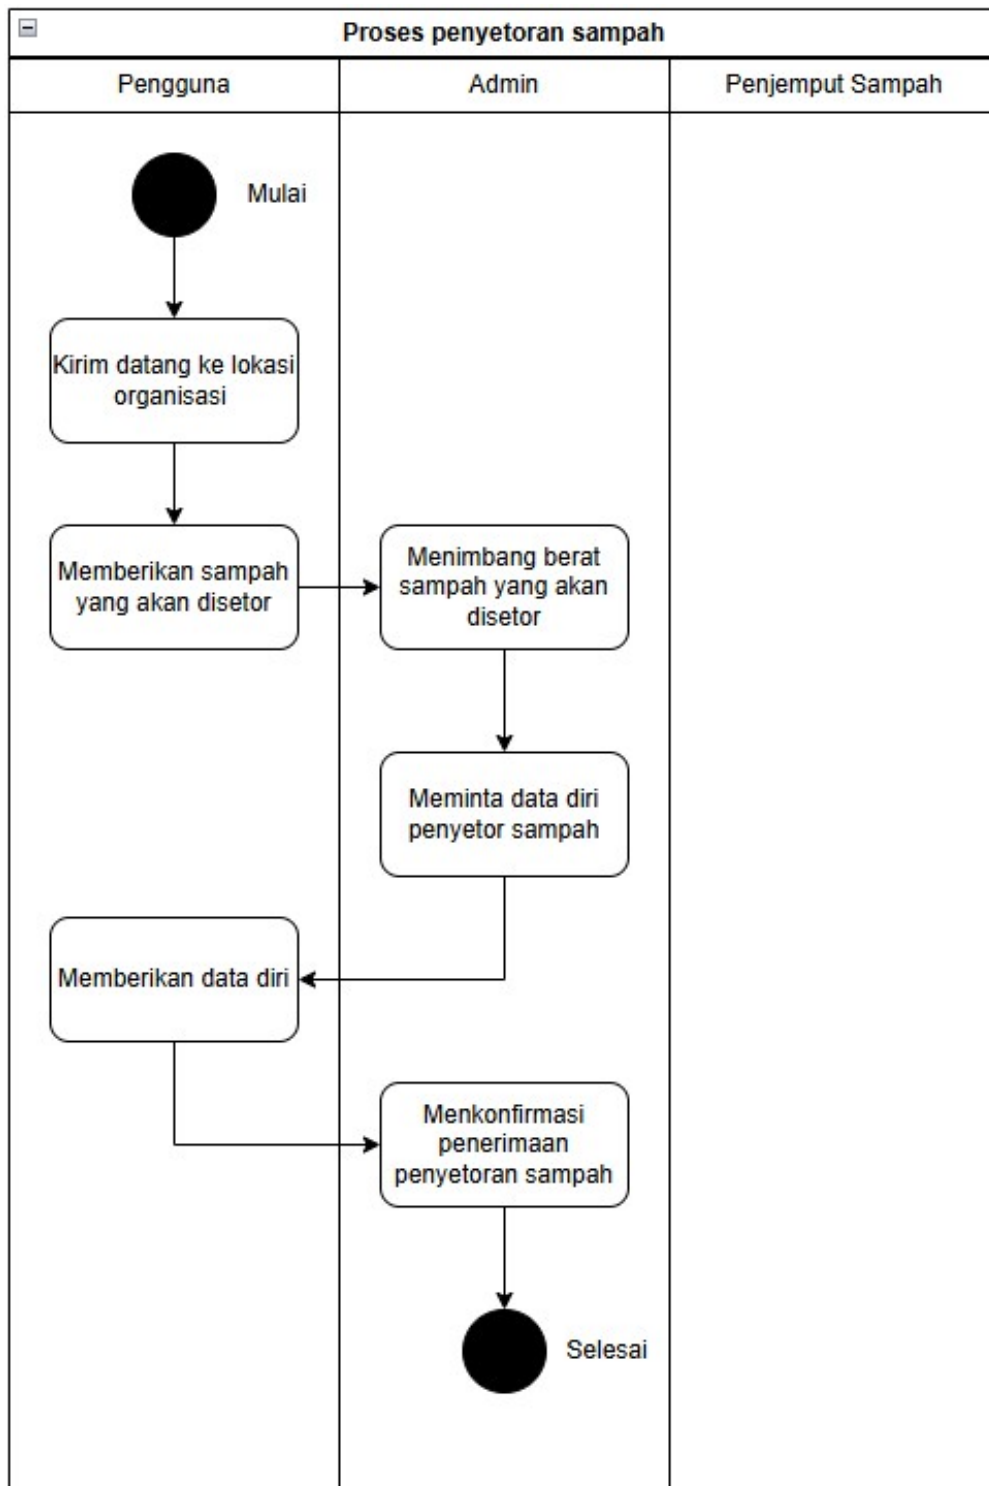 Proses penyetoran sampah
Pengguna
Admin
Penjemput Sampah
Mulai
Kirim datang ke lokasi
organisasi
Memberikan sampah
yang akan disetor
Menimbang berat
sampah yang akan
disetor
Meminta data diri
penyetor sampah
Memberikan data diri
Menkonfirmasi
penerimaan
penyetoran sampah
Selesai